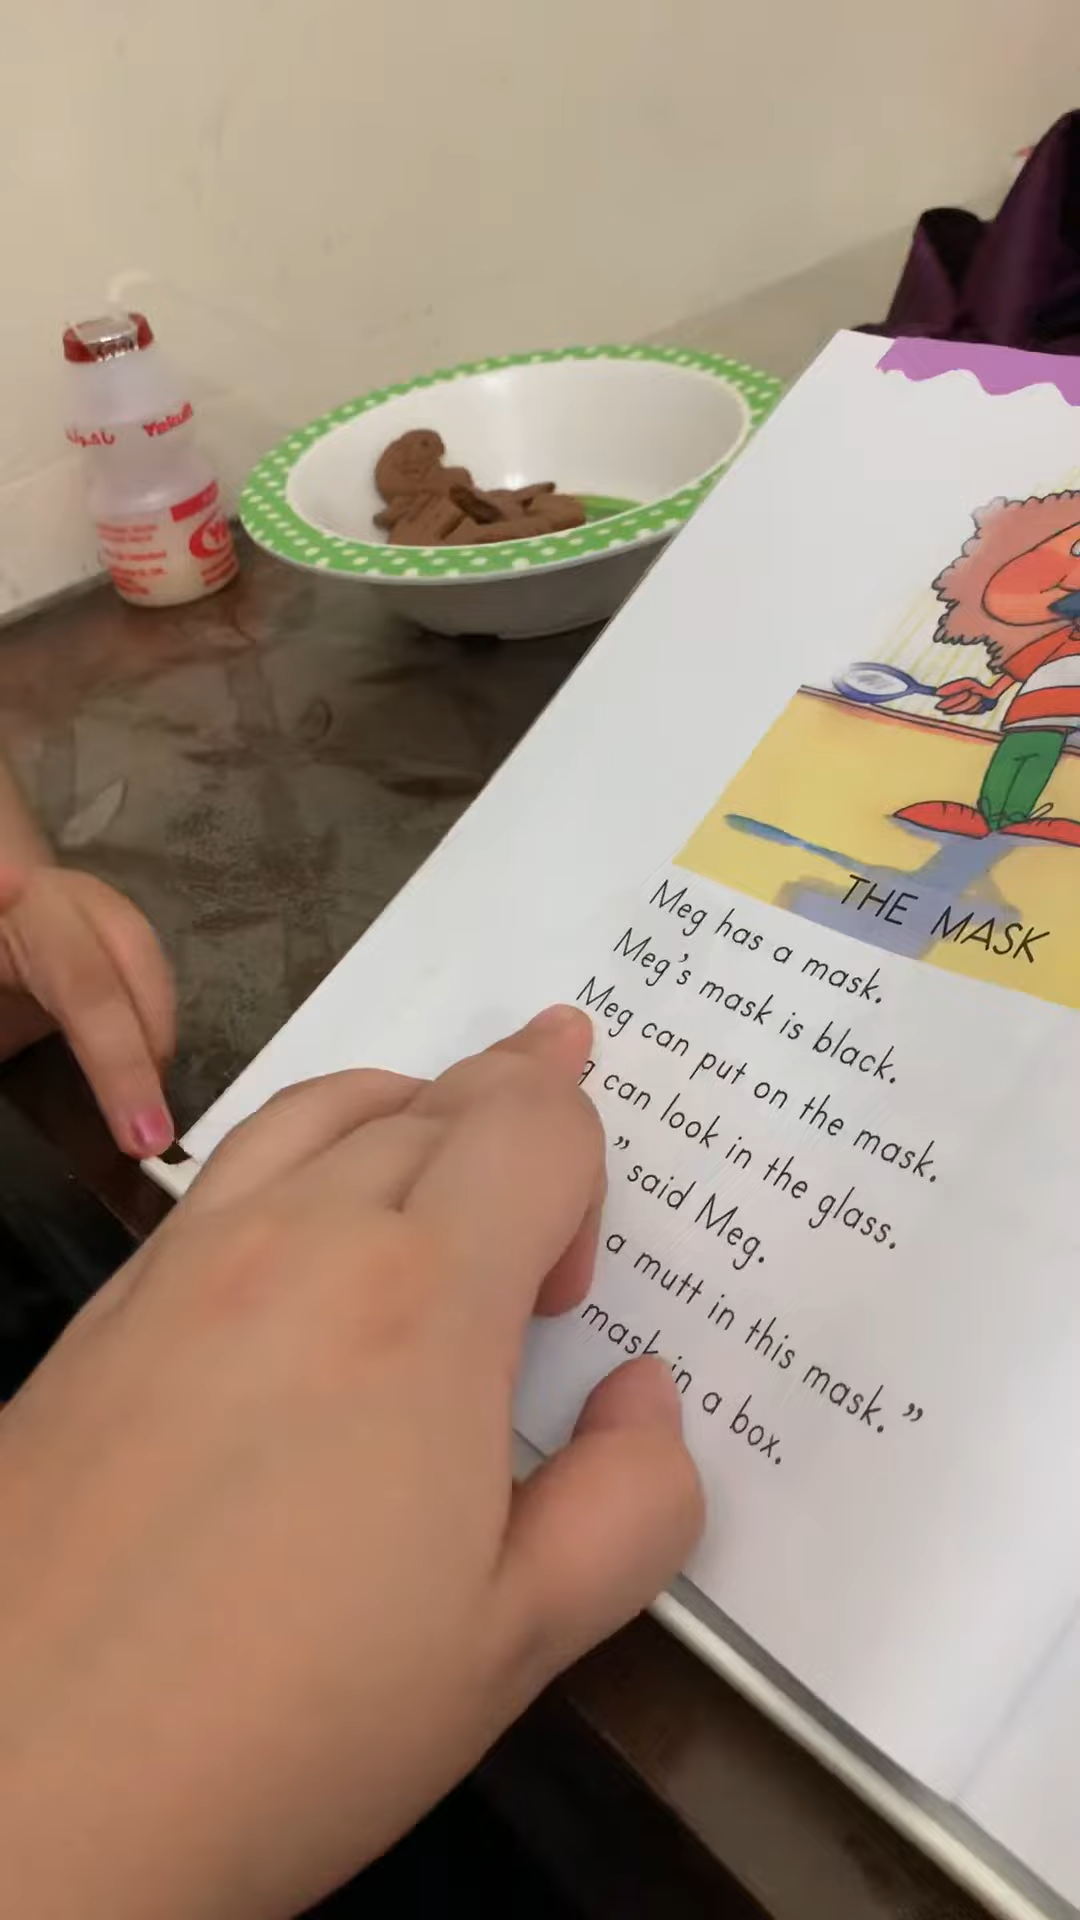 Yakult
THE MASK
Meg has a mask.
Meg's mask is black.
Meg can put on the mask.
can look in the glass.
” said Meg.
a mutt in this mask.”
mask in a box.